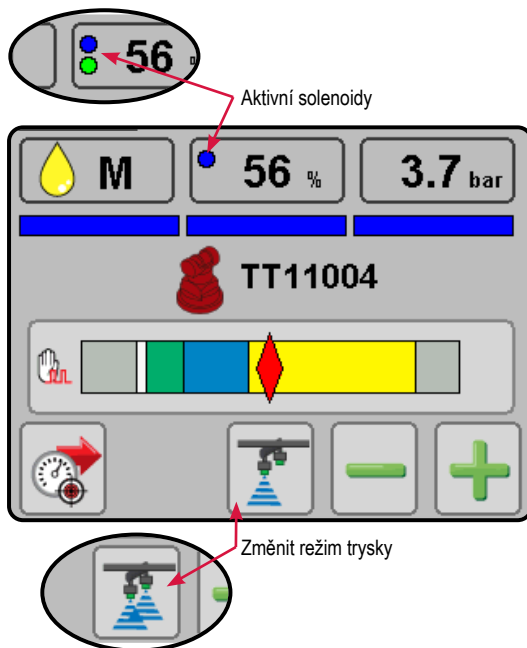 56
Aktivní solenoidy
M 56 % 3.7 bar
TT11004
Změnit režim trysky